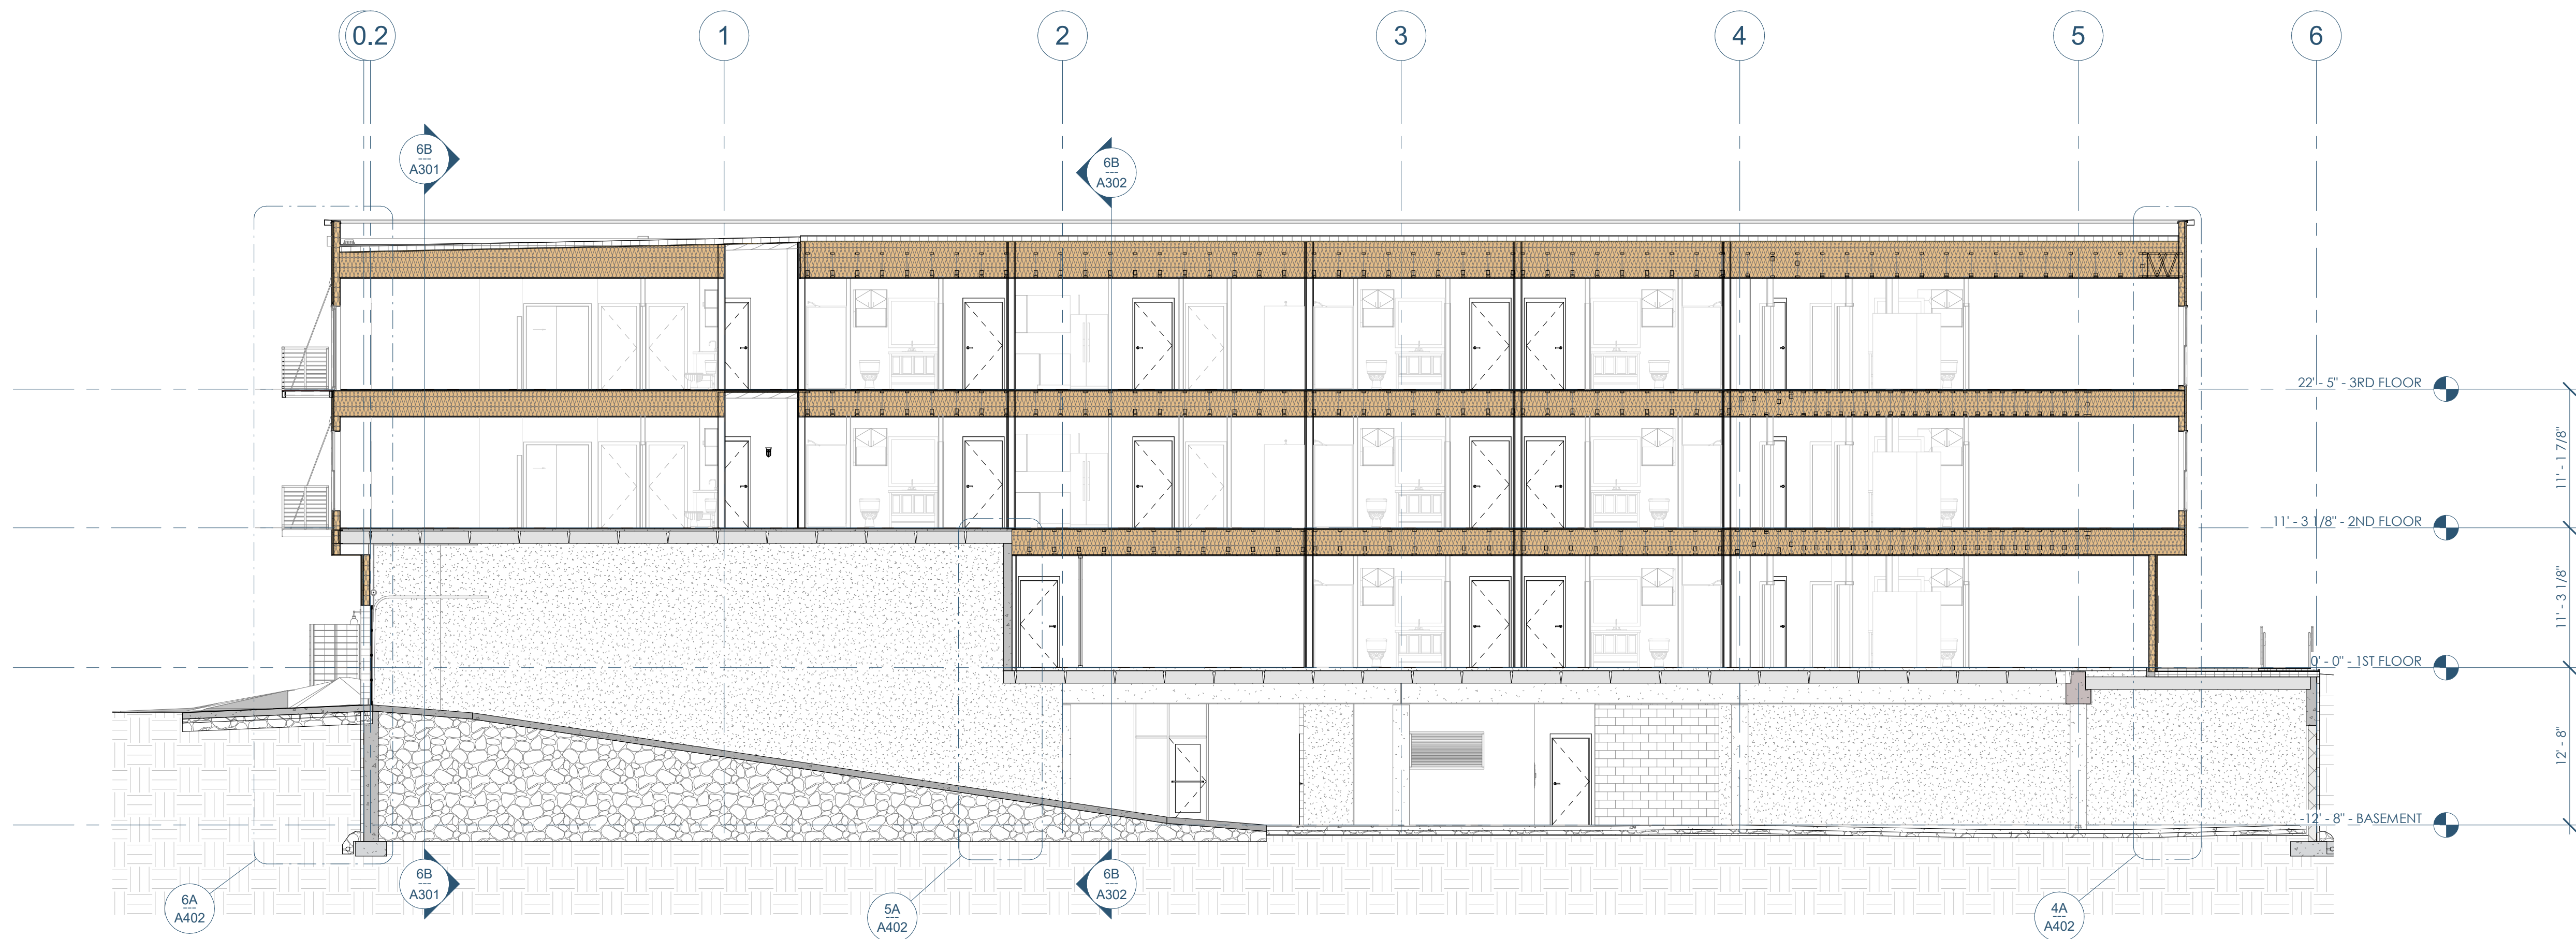 0.2
1
2
3
4
5
6
6B
---
A301
6B
---
A302
22' - 5" - 3RD FLOOR
11' - 1 7/8"
11' - 3 1/8" - 2ND FLOOR
11' - 3 1/8"
0' - 0" - 1ST FLOOR
12' - 8"
-12' - 8" - BASEMENT
6A
---
A402
6B
---
A301
5A
---
A402
6B
---
A302
4A
---
A402